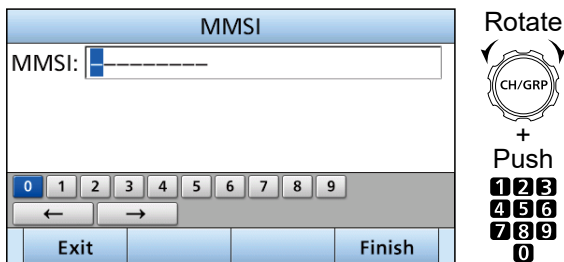 MMSI
MMSI: ---------
0 1 2 3 4 5 6 7 8 9
← →
Exit Finish
Rotate
CH/GRP
+
Push
1 2 3
4 5 6
7 8 9
0